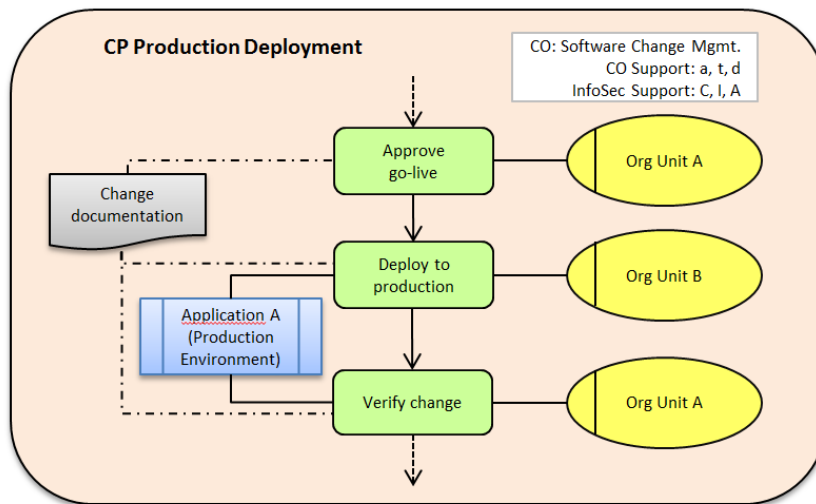 CP Production Deployment
CO: Software Change Mgmt.
CO Support: a, t, d
InfoSec Support: C, I, A
Approve
go-live
Org Unit A
Change
documentation
Deploy to
production
Org Unit B
Application A
(Production
Environment)
Verify change
Org Unit A